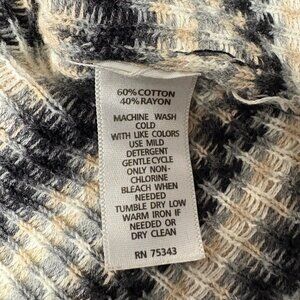 60% COTTON
40% RAYON
MACHINE WASH
COLD
WITH LIKE COLORS
USE MILD
DETERGENT
GENTLE CYCLE
ONLY NON-
CHLORINE
BLEACH WHEN
NEEDED
TUMBLE DRY LOW
WARM IRON IF
NEEDED OR
DRY CLEAN
RN 75343